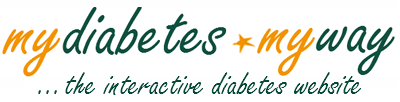 mydiabetes ★ myway
...the interactive diabetes website